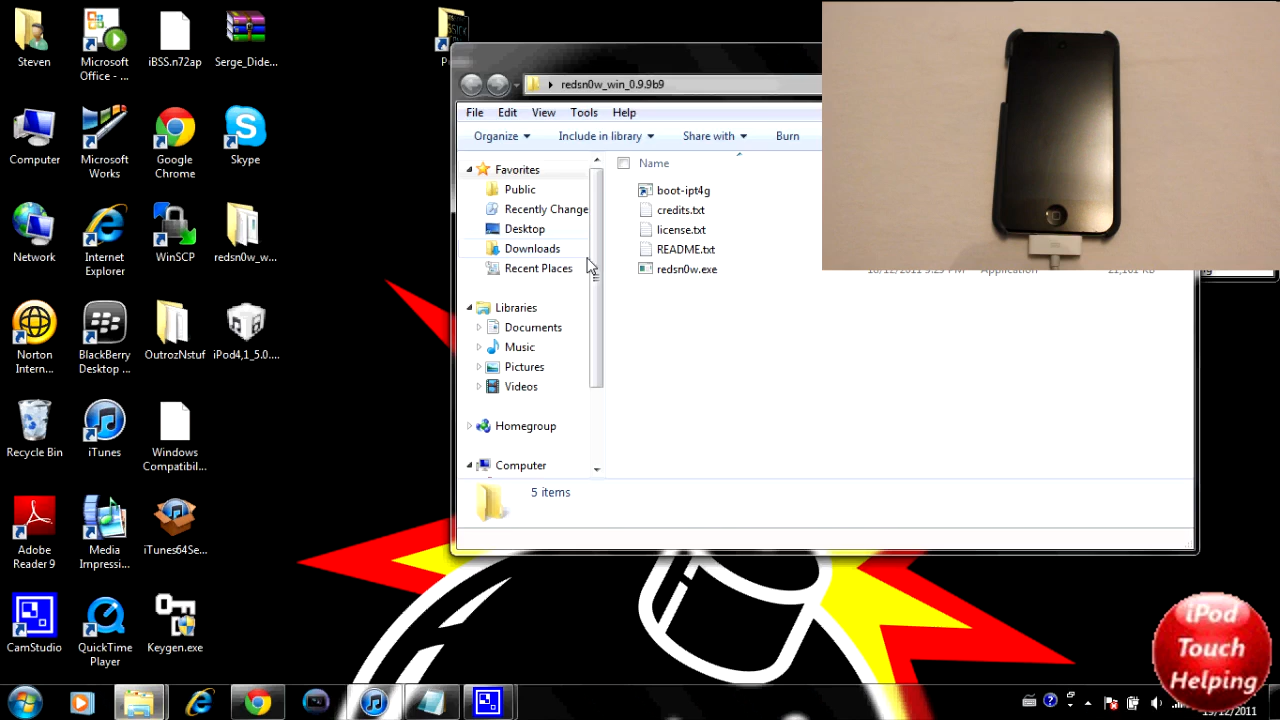 Steven
Microsoft Office - ...
iBSS.n72ap
Serge_Dide...
Computer
Microsoft Works
Google Chrome
Skype
Network
Internet Explorer
WinSCP
redsn0w_w...
Norton Intern...
BlackBerry Desktop ...
OutrozNstuf
iPod4,1_5.0....
Recycle Bin
iTunes
Windows Compatibil...
Adobe Reader 9
Media Impressi...
iTunes64Se...
CamStudio
QuickTime Player
Keygen.exe
redsn0w_win_0.9.9b9
File Edit View Tools Help
Organize Include in library Share with Burn
Favorites
Public
Recently Change
Desktop
Downloads
Recent Places
Libraries
Documents
Music
Pictures
Videos
Homegroup
Computer
Name
boot-ipt4g
credits.txt
license.txt
README.txt
redsn0w.exe
Application
5 items
iPod
Touch
Helping
19/12/2011